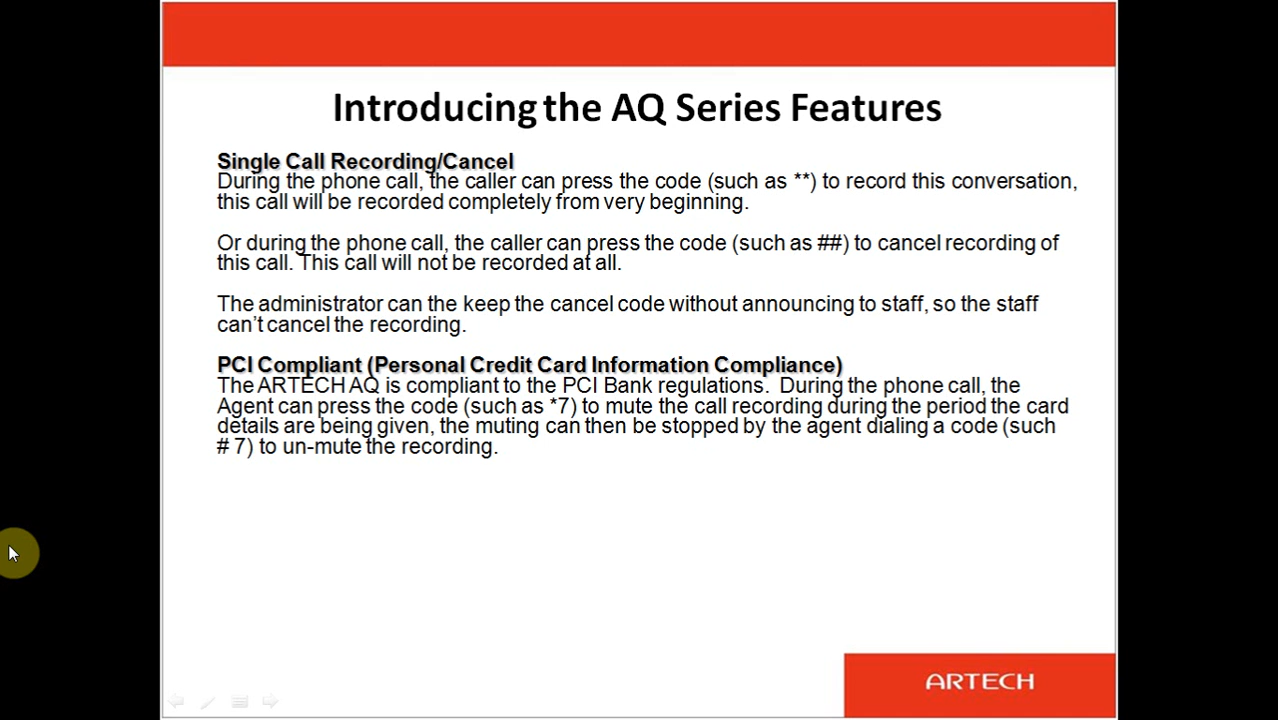 Introducing the AQ Series Features
Single Call Recording/Cancel
During the phone call, the caller can press the code (such as **) to record this conversation,
this call will be recorded completely from very beginning.
Or during the phone call, the caller can press the code (such as ##) to cancel recording of
this call. This call will not be recorded at all.
The administrator can the keep the cancel code without announcing to staff, so the staff
can’t cancel the recording.
PCI Compliant (Personal Credit Card Information Compliance)
The ARTECH AQ is compliant to the PCI Bank regulations.  During the phone call, the
Agent can press the code (such as *7) to mute the call recording during the period the card
details are being given, the muting can then be stopped by the agent dialing a code (such
# 7) to un-mute the recording.
ARTECH